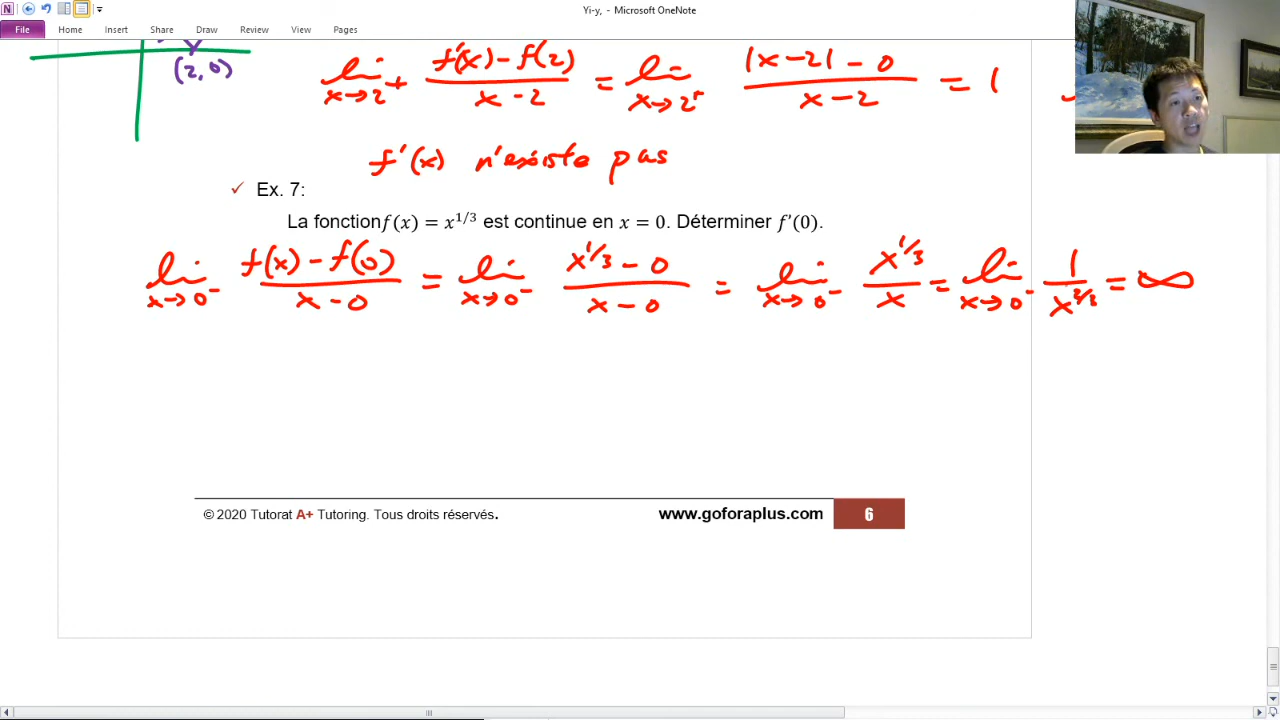 Yi-y, - Microsoft OneNote
File Home Insert Share Draw Review View Pages
(2,0)
lim x→2+ f(x)-f(2) / x-2 = lim x→2+ |x-2|-0 / x-2 = 1
f'(x) n'existe pas
✓ Ex. 7:
La fonctionf(x) = x^{1/3} est continue en x = 0. Déterminer f'(0).
lim x→0- f(x)-f(0) / x-0 = lim x→0- x^{1/3}-0 / x-0 = lim x→0- x^{1/3} / x = lim x→0- 1 / x^{2/3} = ∞
© 2020 Tutorat A+ Tutoring. Tous droits réservés. www.goforaplus.com 6